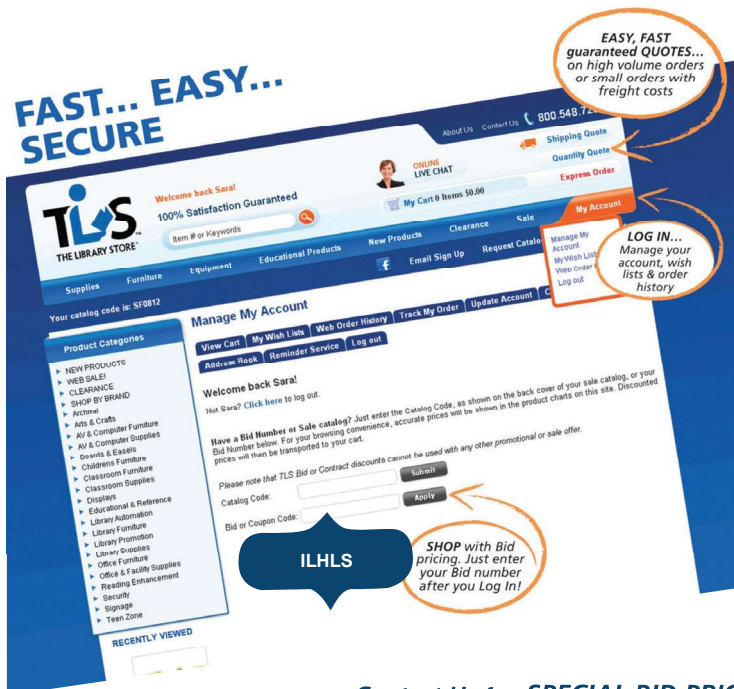 EASY, FAST
guaranteed QUOTES...
on high volume orders
or small orders with
freight costs
FAST... EASY...
SECURE
About Us Contact Us 800.548.72
Shipping Quote
ONLINE
LIVE CHAT
Quantity Quote
Welcome back Sara!
Express Order
100% Satisfaction Guaranteed
My Cart 0 Items $0.00
Item # or Keywords
TLS
THE LIBRARY STORE
My Account
Supplies Furniture Equipment Educational Products New Products Clearance Sale
Email Sign Up Request Catalo
Manage My
Account
My Wish List
Web Order
Log out
LOG IN...
Manage your
account, wish
lists & order
history
Your catalog code is: SF0812
Manage My Account
View Cart My Wish Lists Web Order History Track My Order Update Account
Address Book Reminder Service Log out
Product Categories
NEW PRODUCTS
WEB SALE!
CLEARANCE
SHOP BY BRAND
Archival
Arts & Crafts
AV & Computer Furniture
AV & Computer Supplies
Boards & Easels
Childrens Furniture
Classroom Furniture
Classroom Supplies
Displays
Educational & Reference
Library Automation
Library Furniture
Library Promotion
Library Supplies
Office Furniture
Office & Facility Supplies
Reading Enhancement
Security
Signage
Teen Zone
Welcome back Sara!
Not Sara? Click here to log out.
Have a Bid Number or Sale catalog? Just enter the Catalog Code, as shown on the back cover of your sale catalog, or your
Bid Number below. For your browsing convenience, accurate prices will be shown in the product charts on this site. Discounted
prices will then be transported to your cart.
Please note that TLS Bid or Contract discounts cannot be used with any other promotional or sale offer.
Catalog Code: Submit
Bid or Coupon Code: Apply
ILHLS
SHOP with Bid
pricing. Just enter
your Bid number
after you Log In!
RECENTLY VIEWED